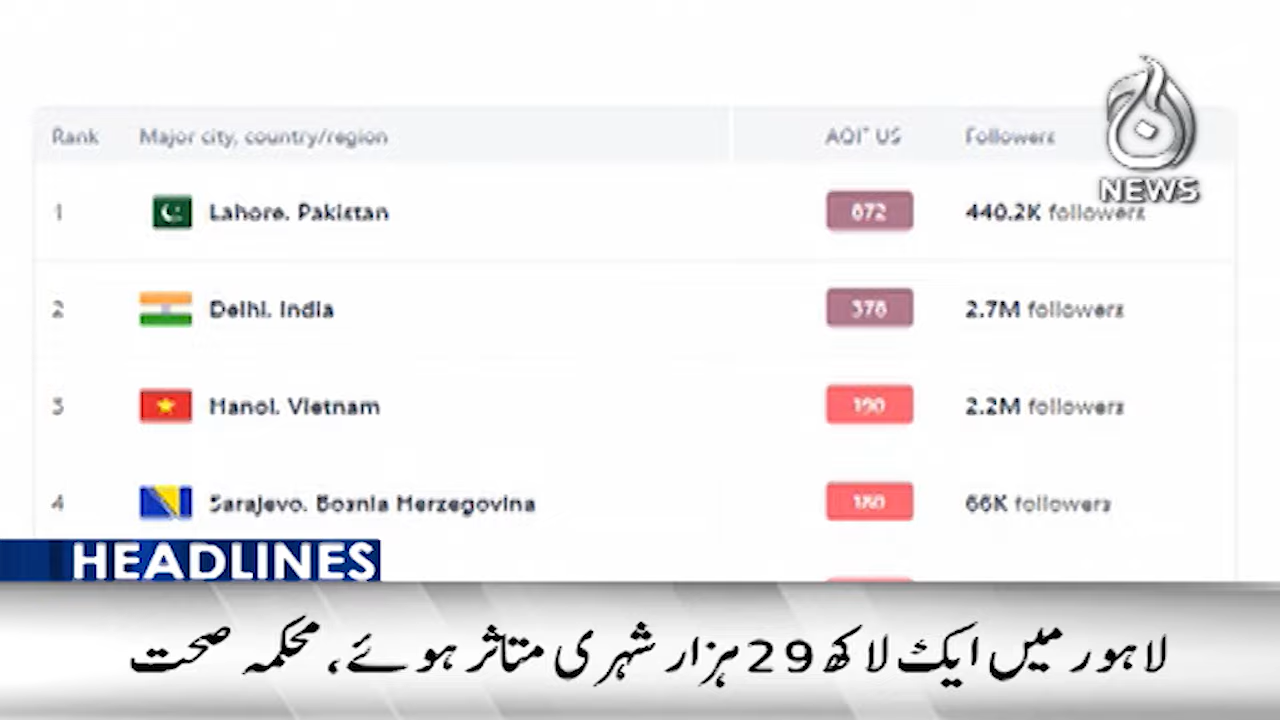 NEWS
Rank Major city, country/region AQI* US Followers
1 Lahore, Pakistan 872 440.2K followers
2 Delhi, India 378 2.7M followers
3 Hanoi, Vietnam 190 2.2M followers
4 Sarajevo, Bosnia Herzegovina 180 66K followers
HEADLINES
لاہور میں ایک لاکھ 29 ہزار شہری متاثر ہوئے، محکمہ صحت